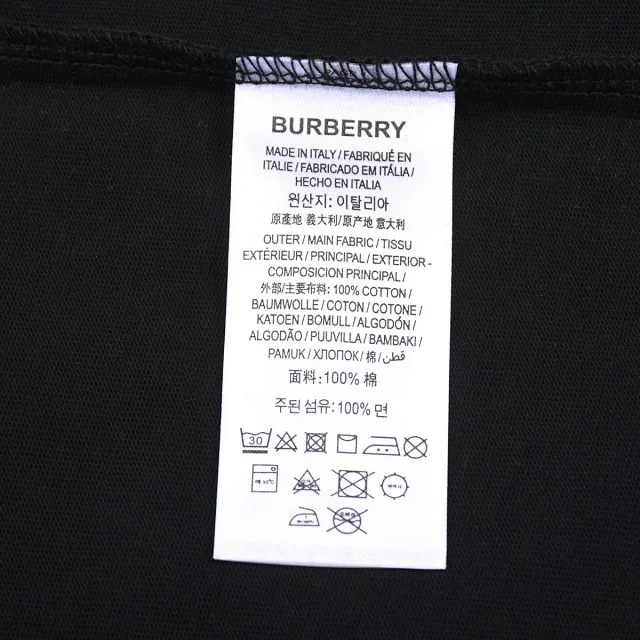 BURBERRY
MADE IN ITALY / FABRIQUÉ EN
ITALIE / FABRICADO EM ITÁLIA /
HECHO EN ITALIA
원산지: 이탈리아
原產地 義大利/原产地 意大利
OUTER / MAIN FABRIC / TISSU
EXTÉRIEUR / PRINCIPAL / EXTERIOR -
COMPOSICION PRINCIPAL /
外部/主要布料: 100% COTTON /
BAUMWOLLE / COTON / COTONE /
KATOEN / BOMULL / ALGODÓN /
ALGODÃO / PUUVILLA / BAMBAKI /
PAMUK / ХЛОПОК / 棉 / قطن /
面料: 100% 棉
주된 섬유: 100% 면
30